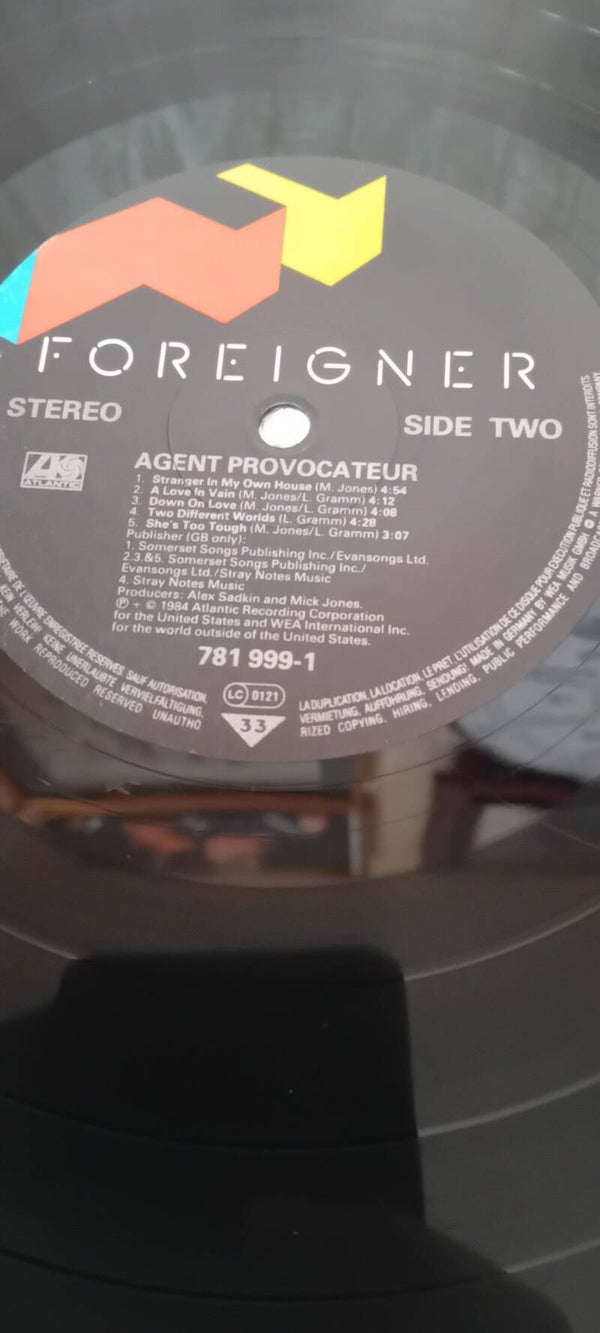 FOREIGNER
STEREO
SIDE TWO
ATLANTIC
AGENT PROVOCATEUR
1. Stranger In My Own House (M. Jones) 4:54
2. A Love In Vain (M. Jones/L. Gramm) 4:12
3. Down On Love (M. Jones/L. Gramm) 4:08
4. Two Different Worlds (L. Gramm) 4:28
5. She's Too Tough (M. Jones/L. Gramm) 3:07
Publisher (GB only):
1. Somerset Songs Publishing Inc./Evansongs Ltd.
2.3.&5. Somerset Songs Publishing Inc./
Evansongs Ltd./Stray Notes Music
4. Stray Notes Music
Producers: Alex Sadkin and Mick Jones.
℗ + © 1984 Atlantic Recording Corporation
for the United States and WEA International Inc.
for the world outside of the United States.
781 999-1
LC 0121
33
L'ŒUVRE ENREGISTREE RESERVES SAUF AUTORISATION,
KEIN VERLEIH! KEINE UNERLAUBTE VERVIELFÄLTIGUNG,
WORK REPRODUCED RESERVED UNAUTHO
LA DUPLICATION, LA LOCATION, LE PRET, L'UTILISATION DE CE DISQUE POUR EXECUTION PUBLIQUE ET RADIODIFFUSION SONT INTERDITS.
VERMIETUNG, AUFFÜHRUNG, SENDUNG! MADE IN GERMANY BY WEA MUSIK GMBH
RIZED COPYING, HIRING, LENDING, PUBLIC PERFORMANCE AND